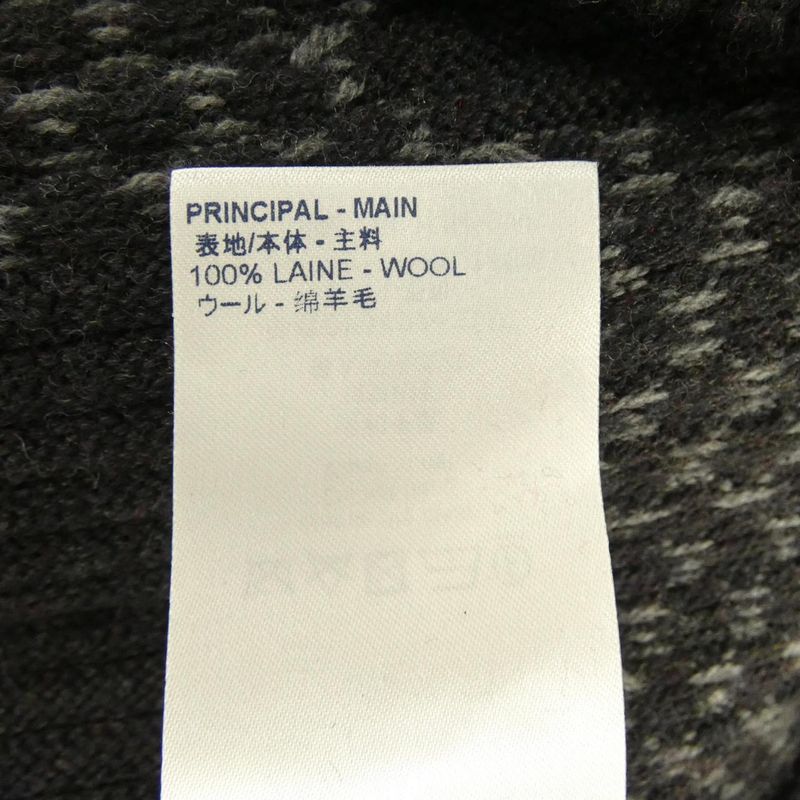 PRINCIPAL - MAIN
表地/本体 - 主料
100% LAINE - WOOL
ウール - 绵羊毛